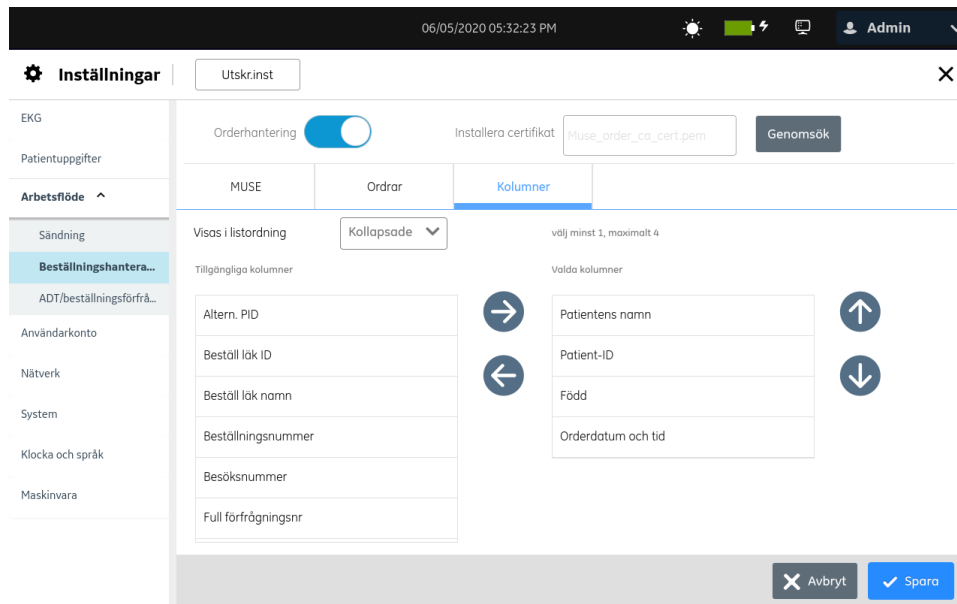 06/05/2020 05:32:23 PM
Admin
Inställningar
Utskr.inst
EKG
Patientuppgifter
Arbetsflöde
Sändning
Beställningshantera...
ADT/beställningsförfrå...
Användarkonto
Nätverk
System
Klocka och språk
Maskinvara
Orderhantering
Installera certifikat
Muse_order_ca_cert.pem
Genomsök
MUSE
Ordrar
Kolumner
Visas i listordning
Kollapsade
välj minst 1, maximalt 4
Tillgängliga kolumner
Altern. PID
Beställ läk ID
Beställ läk namn
Beställningsnummer
Besöksnummer
Full förfrågningsnr
Valda kolumner
Patientens namn
Patient-ID
Född
Orderdatum och tid
Avbryt
Spara